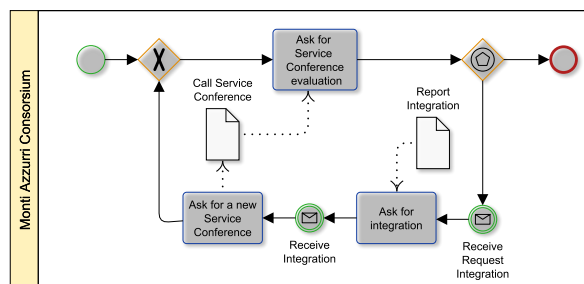 Monti Azzurri Consorsium
Ask for
Service
Conference
evaluation
Call Service
Conference
Report
Integration
Ask for a new
Service
Conference
Receive
Integration
Ask for
integration
Receive
Request
Integration